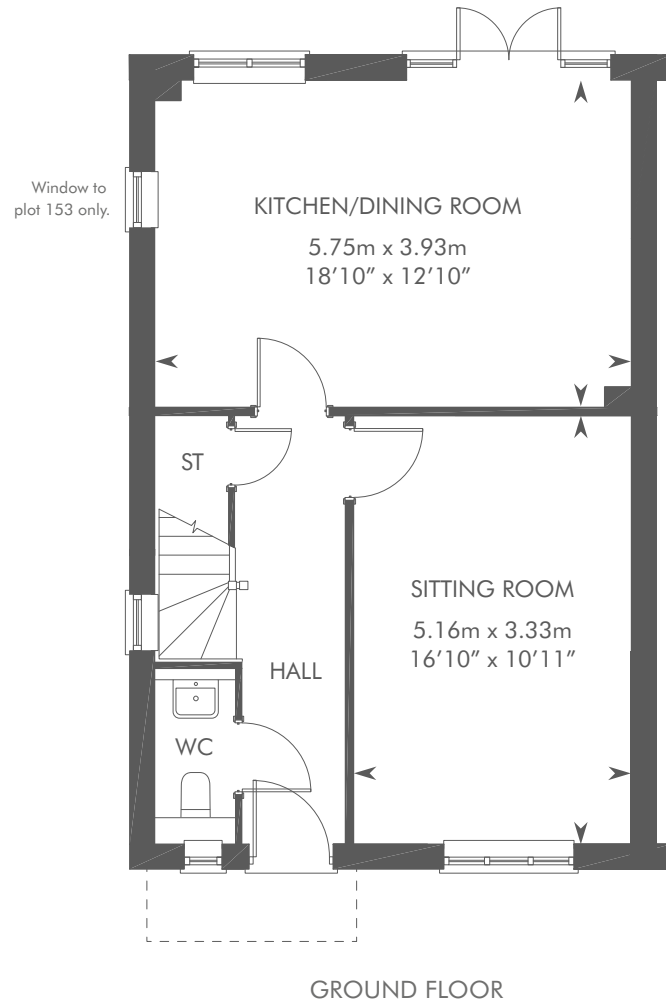 Window to
plot 153 only.
KITCHEN/DINING ROOM
5.75m x 3.93m
18’10” x 12’10”
ST
SITTING ROOM
5.16m x 3.33m
16’10” x 10’11”
HALL
WC
GROUND FLOOR